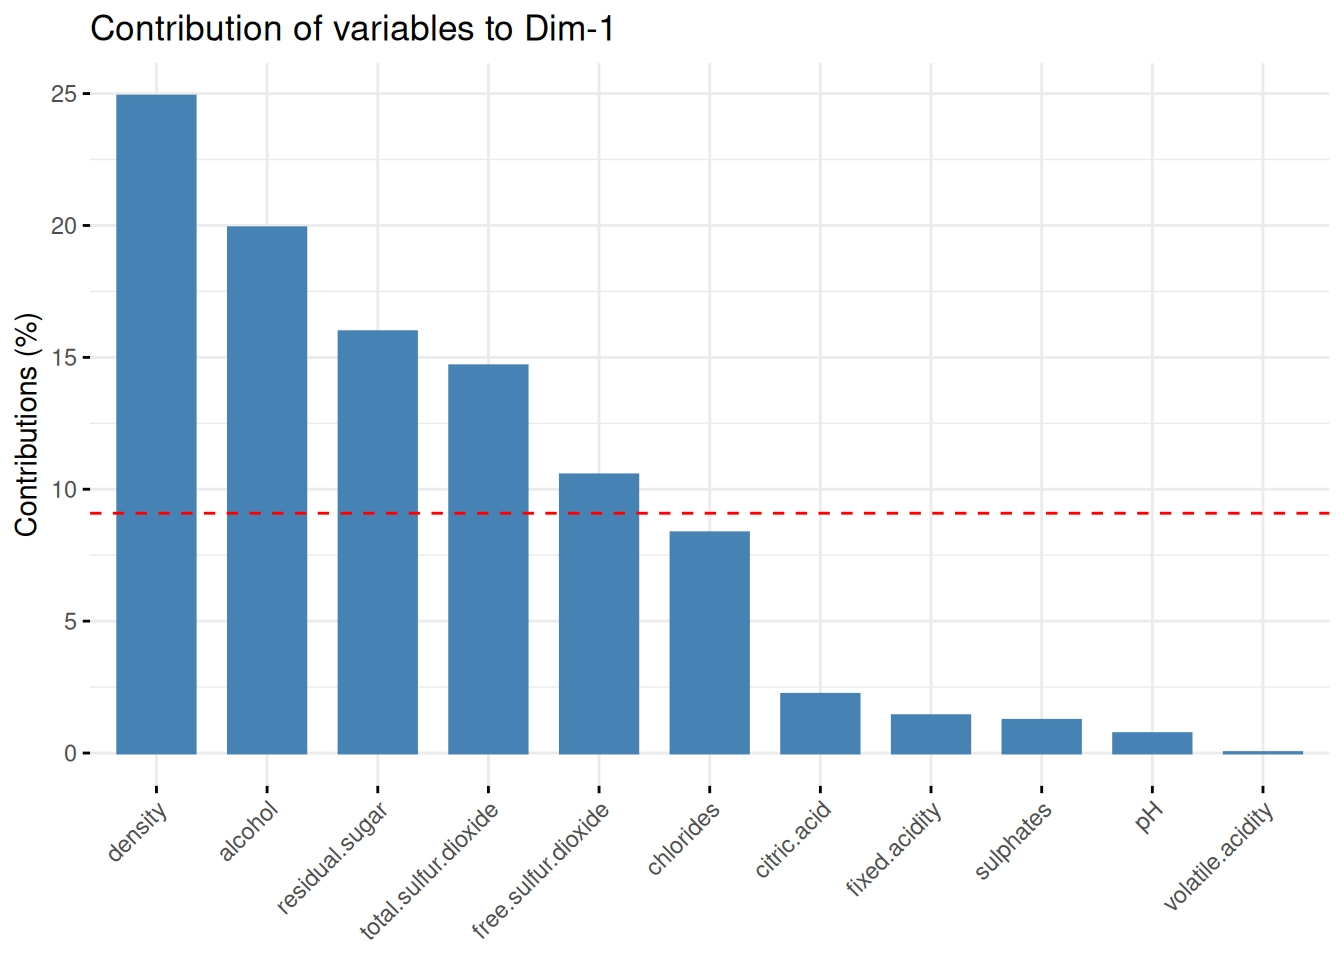 Contribution of variables to Dim-1
Contributions (%)
25
20
15
10
5
0
density
alcohol
residual.sugar
total.sulfur.dioxide
free.sulfur.dioxide
chlorides
citric.acid
fixed.acidity
sulphates
pH
volatile.acidity